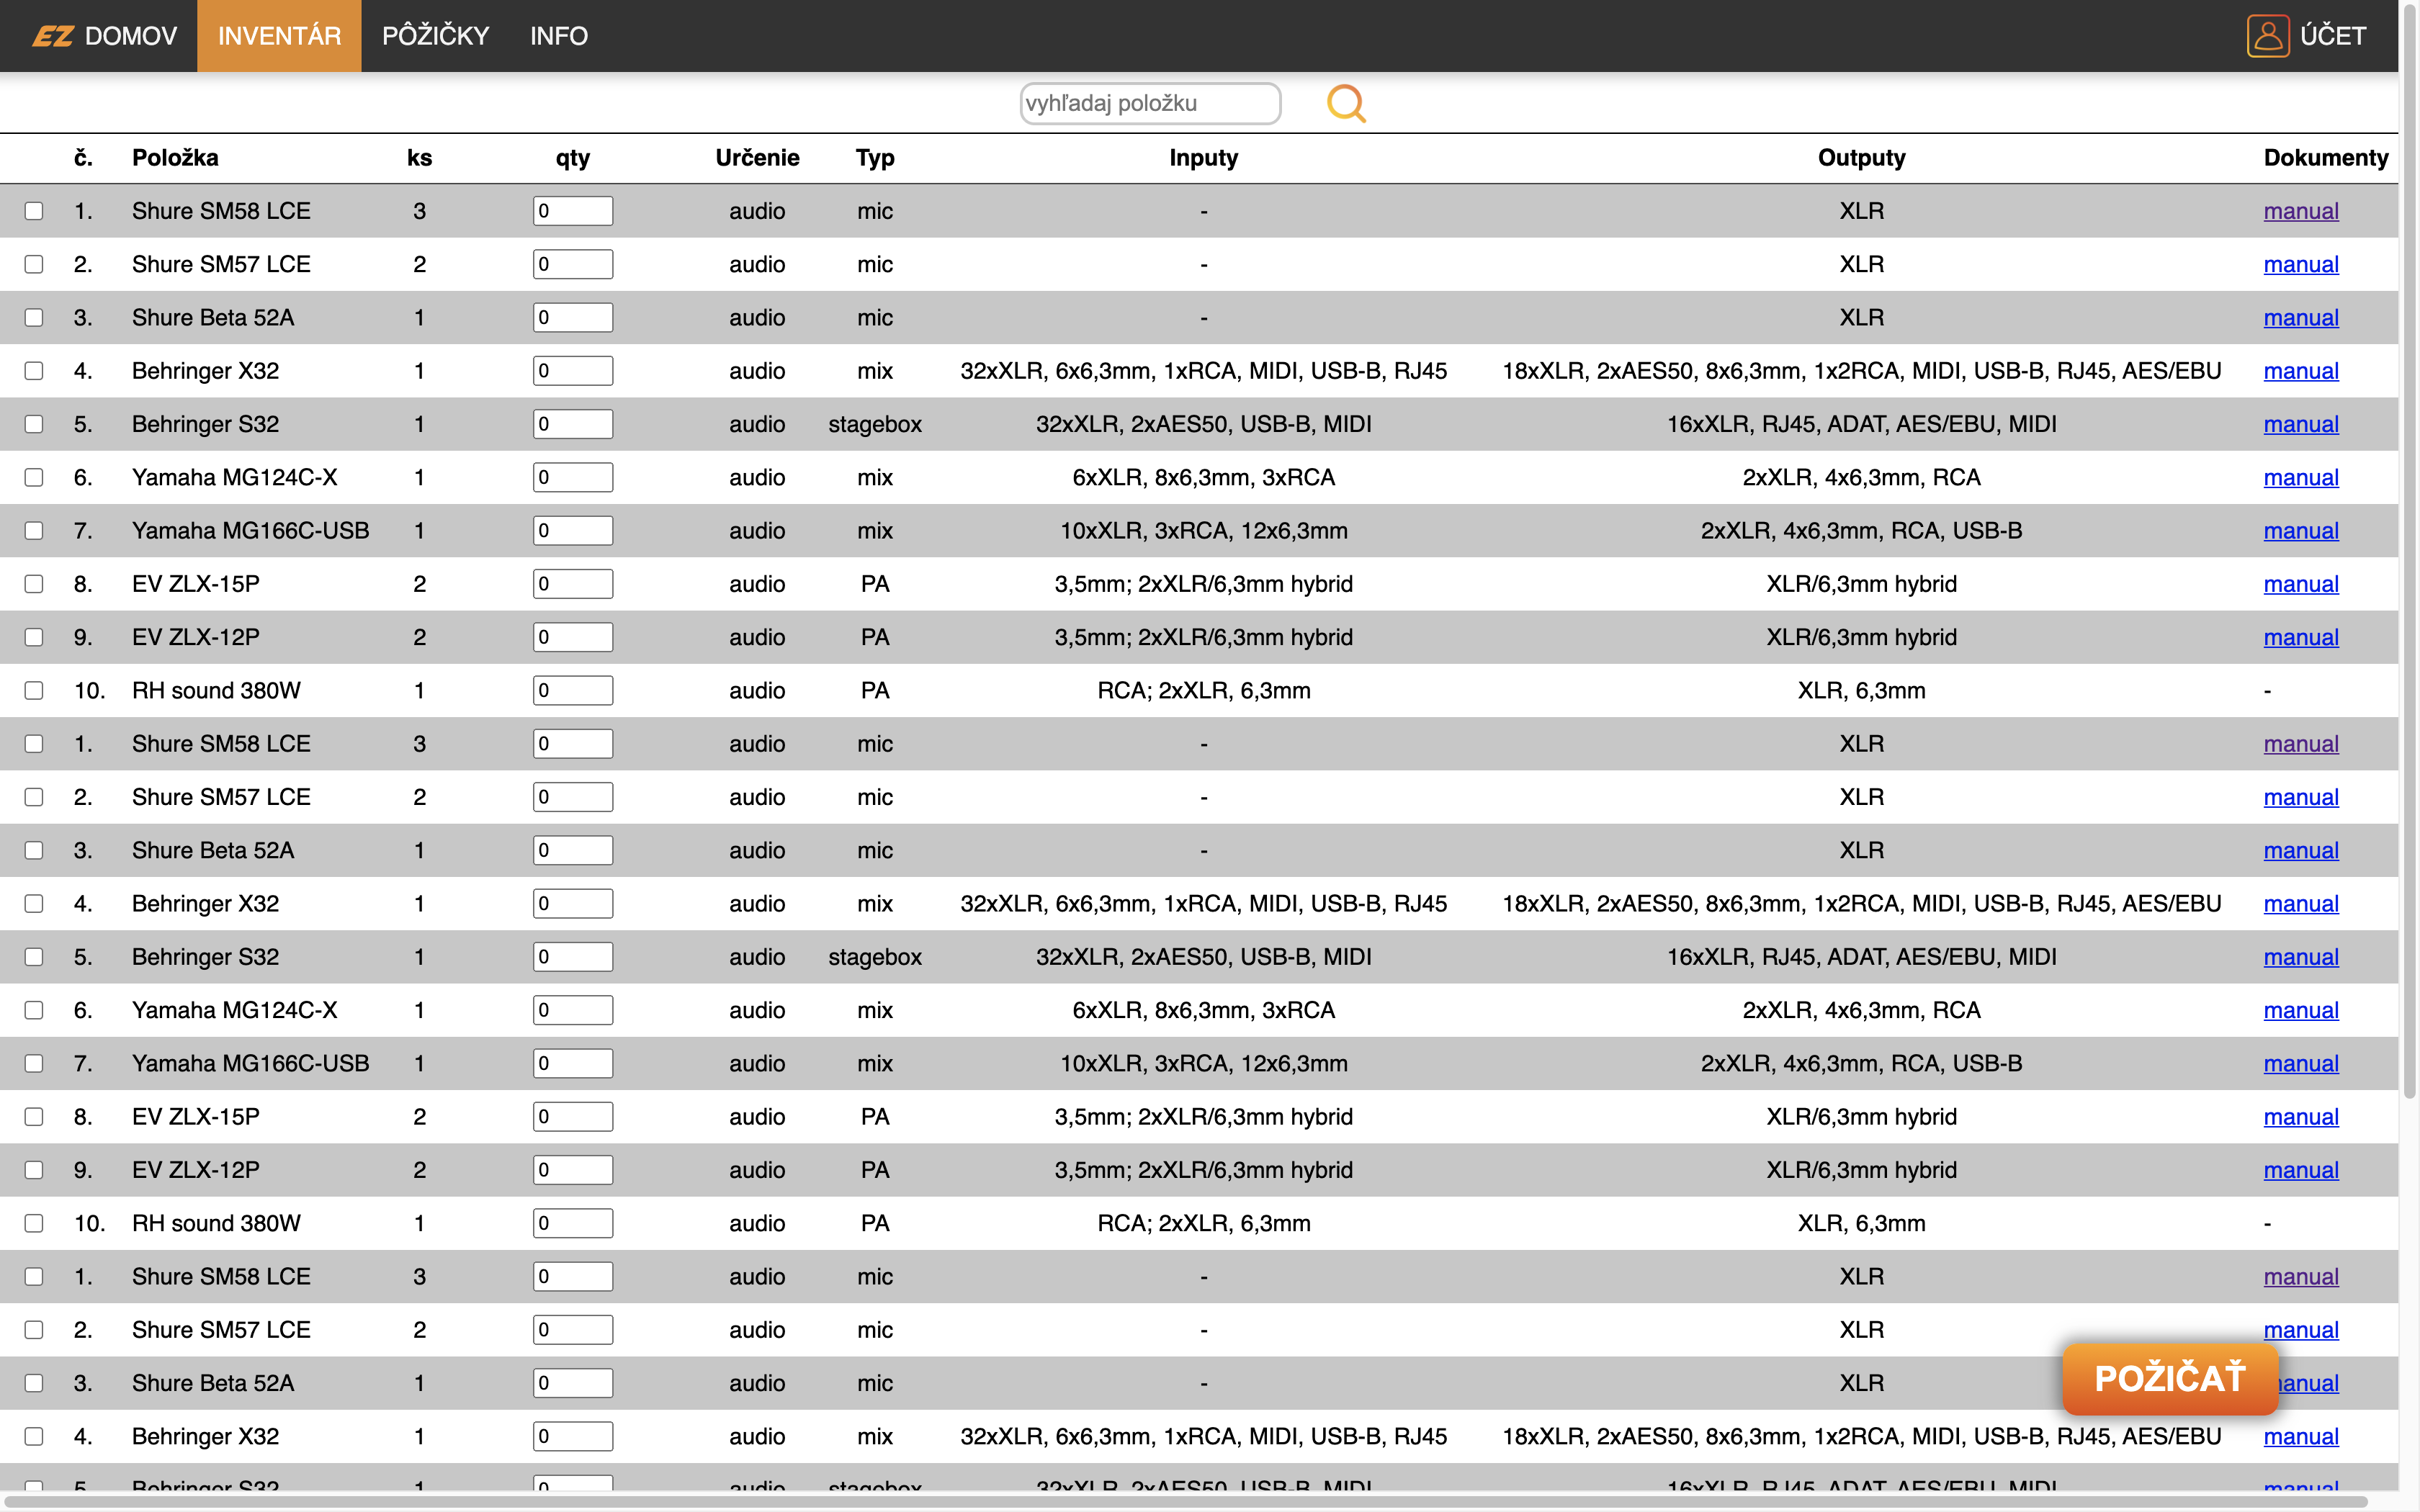 EZ DOMOV INVENTÁR PÔŽIČKY INFO ÚČET
vyhľadaj položku
č. Položka ks qty Určenie Typ Inputy Outputy Dokumenty
1. Shure SM58 LCE 3 0 audio mic - XLR manual
2. Shure SM57 LCE 2 0 audio mic - XLR manual
3. Shure Beta 52A 1 0 audio mic - XLR manual
4. Behringer X32 1 0 audio mix 32xXLR, 6x6,3mm, 1xRCA, MIDI, USB-B, RJ45 18xXLR, 2xAES50, 8x6,3mm, 1x2RCA, MIDI, USB-B, RJ45, AES/EBU manual
5. Behringer S32 1 0 audio stagebox 32xXLR, 2xAES50, USB-B, MIDI 16xXLR, RJ45, ADAT, AES/EBU, MIDI manual
6. Yamaha MG124C-X 1 0 audio mix 6xXLR, 8x6,3mm, 3xRCA 2xXLR, 4x6,3mm, RCA manual
7. Yamaha MG166C-USB 1 0 audio mix 10xXLR, 3xRCA, 12x6,3mm 2xXLR, 4x6,3mm, RCA, USB-B manual
8. EV ZLX-15P 2 0 audio PA 3,5mm; 2xXLR/6,3mm hybrid XLR/6,3mm hybrid manual
9. EV ZLX-12P 2 0 audio PA 3,5mm; 2xXLR/6,3mm hybrid XLR/6,3mm hybrid manual
10. RH sound 380W 1 0 audio PA RCA; 2xXLR, 6,3mm XLR, 6,3mm -
1. Shure SM58 LCE 3 0 audio mic - XLR manual
2. Shure SM57 LCE 2 0 audio mic - XLR manual
3. Shure Beta 52A 1 0 audio mic - XLR manual
4. Behringer X32 1 0 audio mix 32xXLR, 6x6,3mm, 1xRCA, MIDI, USB-B, RJ45 18xXLR, 2xAES50, 8x6,3mm, 1x2RCA, MIDI, USB-B, RJ45, AES/EBU manual
5. Behringer S32 1 0 audio stagebox 32xXLR, 2xAES50, USB-B, MIDI 16xXLR, RJ45, ADAT, AES/EBU, MIDI manual
6. Yamaha MG124C-X 1 0 audio mix 6xXLR, 8x6,3mm, 3xRCA 2xXLR, 4x6,3mm, RCA manual
7. Yamaha MG166C-USB 1 0 audio mix 10xXLR, 3xRCA, 12x6,3mm 2xXLR, 4x6,3mm, RCA, USB-B manual
8. EV ZLX-15P 2 0 audio PA 3,5mm; 2xXLR/6,3mm hybrid XLR/6,3mm hybrid manual
9. EV ZLX-12P 2 0 audio PA 3,5mm; 2xXLR/6,3mm hybrid XLR/6,3mm hybrid manual
10. RH sound 380W 1 0 audio PA RCA; 2xXLR, 6,3mm XLR, 6,3mm -
1. Shure SM58 LCE 3 0 audio mic - XLR manual
2. Shure SM57 LCE 2 0 audio mic - XLR manual
3. Shure Beta 52A 1 0 audio mic - XLR anual
POŽIČAŤ
4. Behringer X32 1 0 audio mix 32xXLR, 6x6,3mm, 1xRCA, MIDI, USB-B, RJ45 18xXLR, 2xAES50, 8x6,3mm, 1x2RCA, MIDI, USB-B, RJ45, AES/EBU manual
5. Behringer S32 1 0 audio stagebox 32xXLR, 2xAES50, USB-B, MIDI 16xXLR, RJ45, ADAT, AES/EBU, MIDI manual